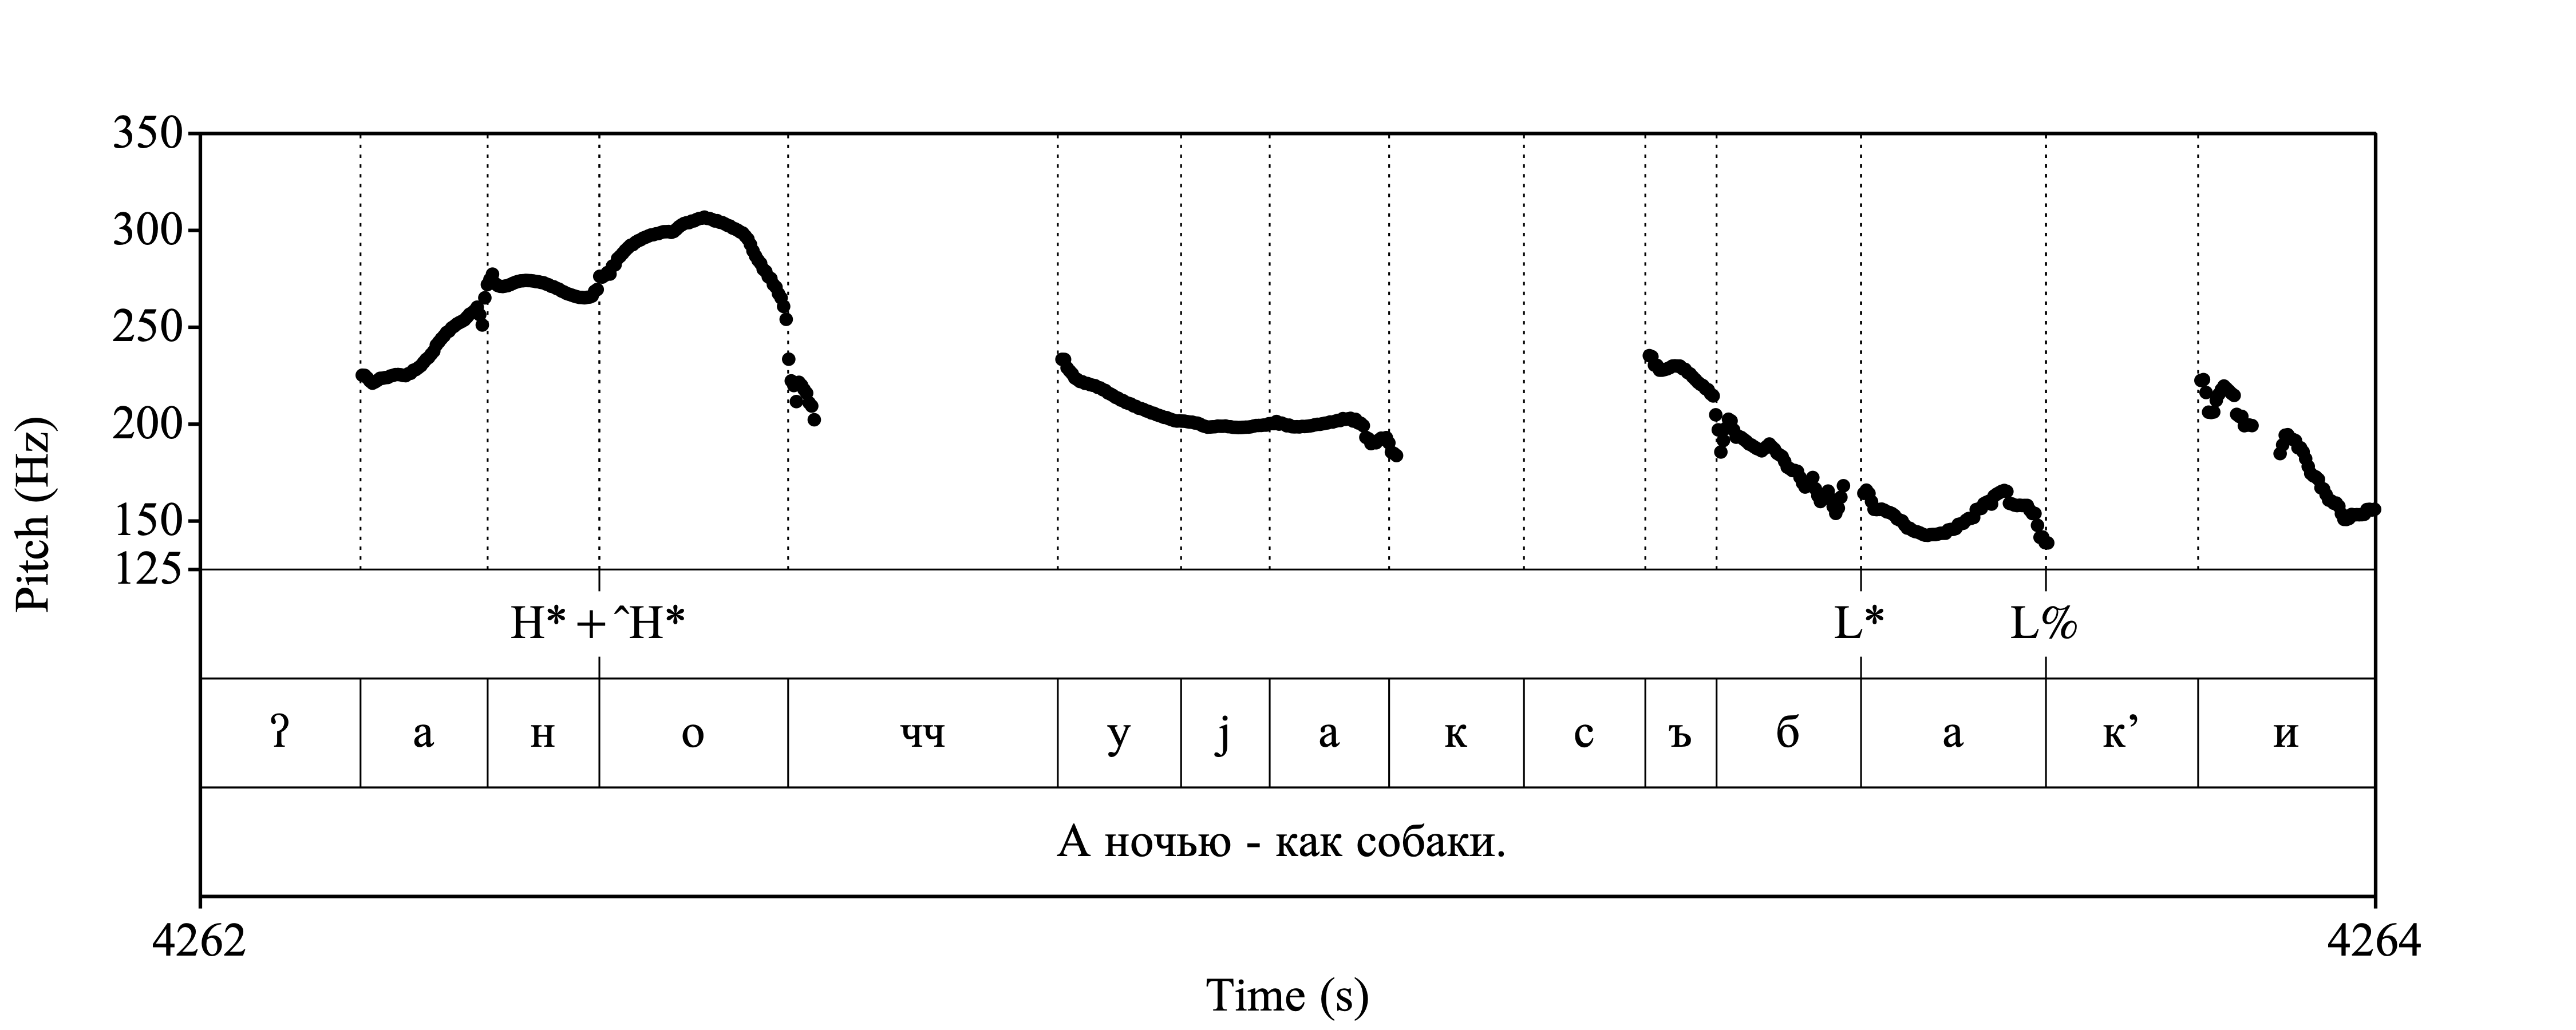 350
300
250
200
150
125
Pitch (Hz)
H* + ˆH* L* L%
ʔ а н о чч у j а к с ъ б а к’ и
А ночью - как собаки.
4262 4264
Time (s)